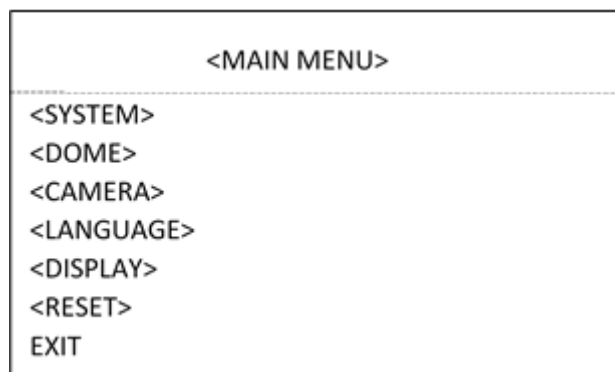 <MAIN MENU>
<SYSTEM>
<DOME>
<CAMERA>
<LANGUAGE>
<DISPLAY>
<RESET>
EXIT